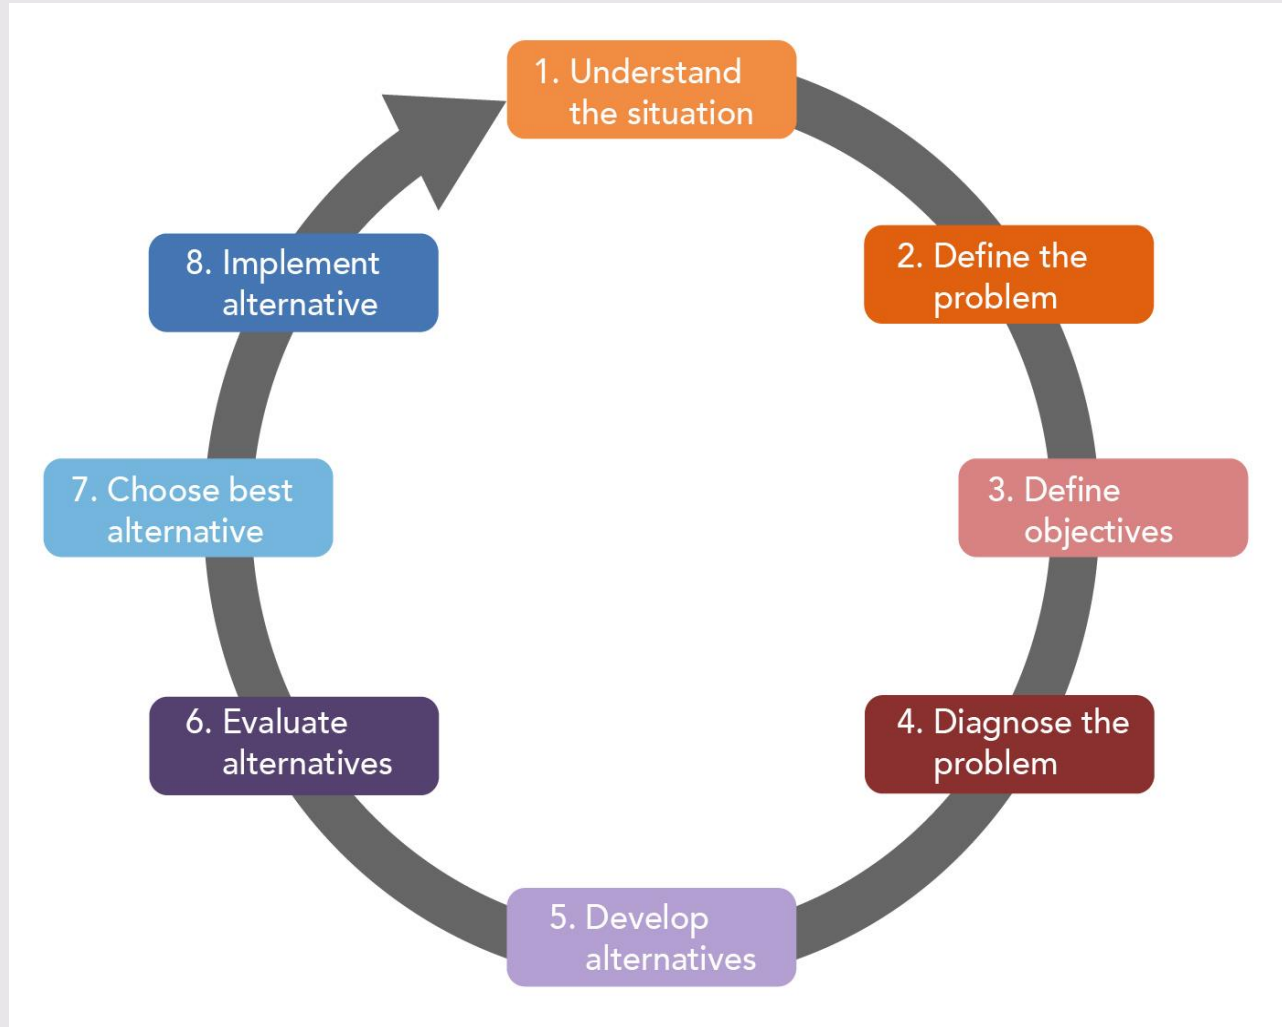 1. Understand
the situation
2. Define the
problem
3. Define
objectives
4. Diagnose the
problem
5. Develop
alternatives
6. Evaluate
alternatives
7. Choose best
alternative
8. Implement
alternative